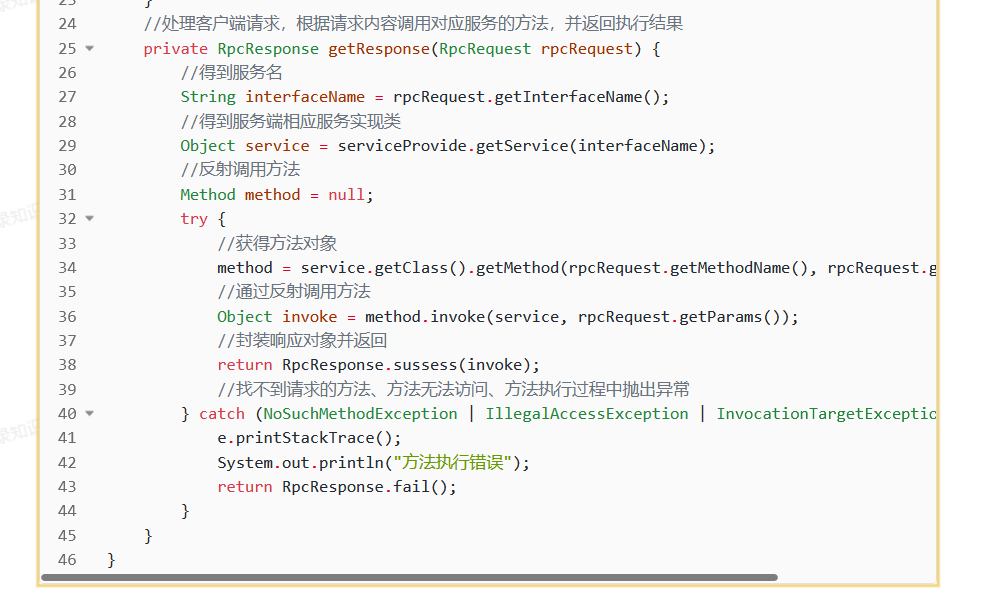 24 //处理客户端请求，根据请求内容调用对应服务的方法，并返回执行结果
25 private RpcResponse getResponse(RpcRequest rpcRequest) {
26 //得到服务名
27 String interfaceName = rpcRequest.getInterfaceName();
28 //得到服务端相应服务实现类
29 Object service = serviceProvide.getService(interfaceName);
30 //反射调用方法
31 Method method = null;
32 try {
33 //获得方法对象
34 method = service.getClass().getMethod(rpcRequest.getMethodName(), rpcRequest.g
35 //通过反射调用方法
36 Object invoke = method.invoke(service, rpcRequest.getParams());
37 //封装响应对象并返回
38 return RpcResponse.sussess(invoke);
39 //找不到请求的方法、方法无法访问、方法执行过程中抛出异常
40 } catch (NoSuchMethodException | IllegalAccessException | InvocationTargetExceptio
41 e.printStackTrace();
42 System.out.println("方法执行错误");
43 return RpcResponse.fail();
44 }
45 }
46 }